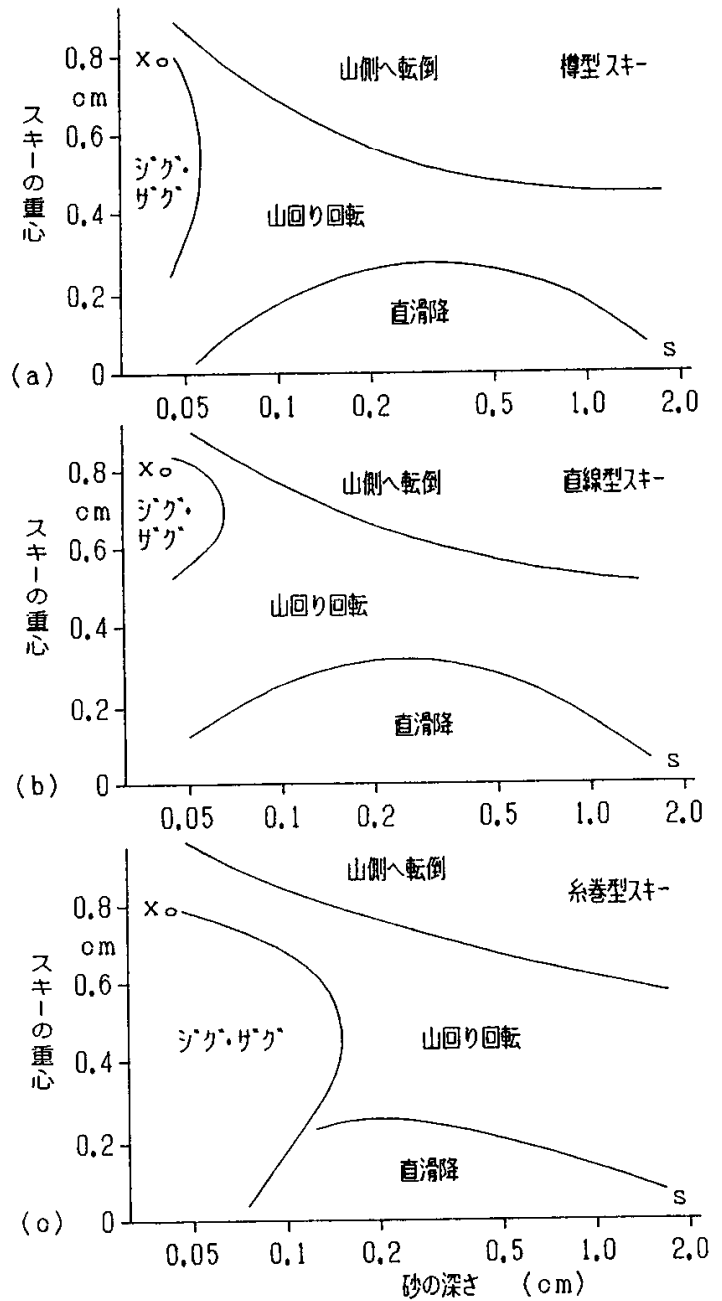 山側へ転倒 樽型スキー
0.8 X₀
cm
0.6
ジグ・
ザグ
0.4
山回り回転
0.2
直滑降
S
0
スキーの重心
(a)
0.05 0.1 0.2 0.5 1.0 2.0
山側へ転倒 直線型スキー
0.8 X₀
cm
ジグ・
ザグ
0.6
山回り回転
0.4
0.2
直滑降
S
0
スキーの重心
(b)
0.05 0.1 0.2 0.5 1.0 2.0
山側へ転倒 糸巻型スキー
0.8 X₀
cm
0.6
ジグ・ザグ 山回り回転
0.4
0.2
直滑降
S
0
スキーの重心
(c)
0.05 0.1 0.2 0.5 1.0 2.0
砂の深さ (cm)